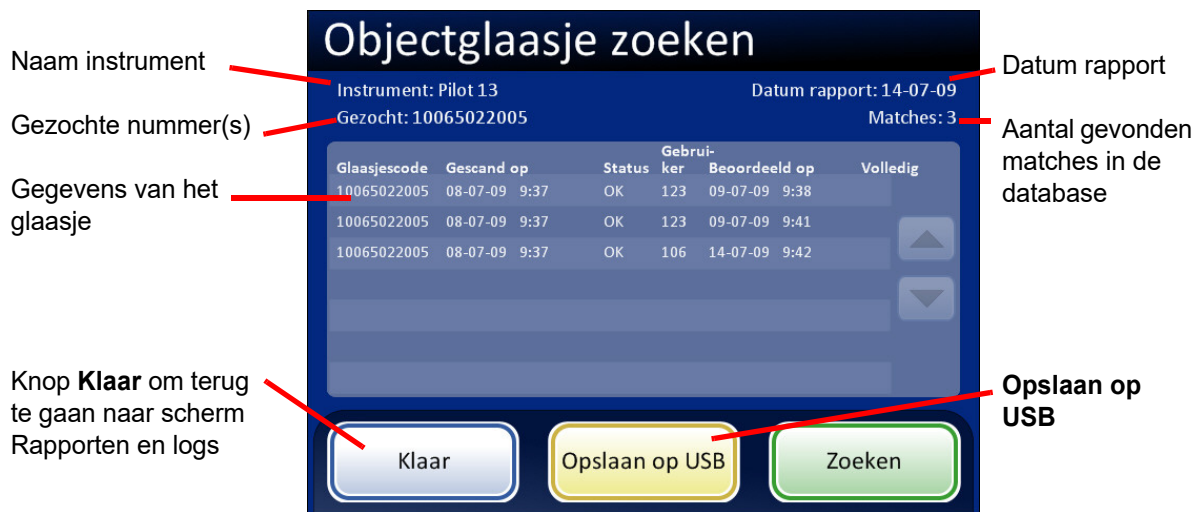 Objectglaasje zoeken
Naam instrument
Datum rapport
Instrument: Pilot 13
Datum rapport: 14-07-09
Gezochte nummer(s)
Gezocht: 10065022005
Matches: 3
Aantal gevonden
matches in de
database
Gegevens van het
glaasje
Glaasjescode Gescand op Status Gebrui-
ker Beoordeeld op Volledig
10065022005 08-07-09 9:37 OK 123 09-07-09 9:38
10065022005 08-07-09 9:37 OK 123 09-07-09 9:41
10065022005 08-07-09 9:37 OK 106 14-07-09 9:42
Knop Klaar om terug
te gaan naar scherm
Rapporten en logs
Opslaan op
USB
Klaar
Opslaan op USB
Zoeken